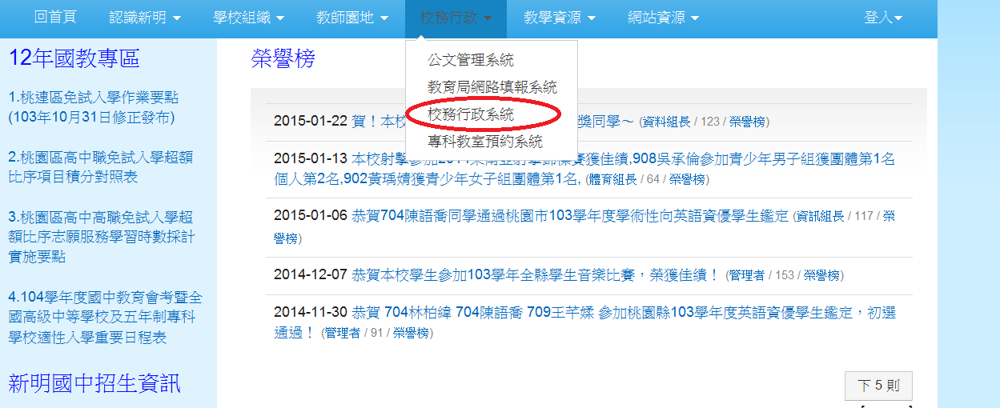 回首頁 認識新明 學校組織 教師園地 校務行政 教學資源 網站資源 登入
12年國教專區
1.桃連區免試入學作業要點
(103年10月31日修正發布)
2.桃園區高中職免試入學超額
比序項目積分對照表
3.桃園區高中高職免試入學超
額比序志願服務學習時數採計
實施要點
4.104學年度國中教育會考暨全
國高級中等學校及五年制專科
學校適性入學重要日程表
新明國中招生資訊
榮譽榜
公文管理系統
教育局網路填報系統
校務行政系統
專科教室預約系統
2015-01-22 賀！本校 獎同學～ (資料組長 / 123 / 榮譽榜)
2015-01-13 本校射擊參加2014東南亞射擊錦標賽獲佳績,908吳承倫參加青少年男子組獲團體第1名
個人第2名,902黃瑀婧獲青少年女子組團體第1名, (體育組長 / 64 / 榮譽榜)
2015-01-06 恭賀704陳語喬同學通過桃園市103學年度學術性向英語資優學生鑑定 (資訊組長 / 117 / 榮
譽榜)
2014-12-07 恭賀本校學生參加103學年全縣學生音樂比賽，榮獲佳績！ (管理者 / 153 / 榮譽榜)
2014-11-30 恭賀 704林柏緯 704陳語喬 709王芊媃 參加桃園縣103學年度英語資優學生鑑定，初選
通過！ (管理者 / 91 / 榮譽榜)
下 5 則